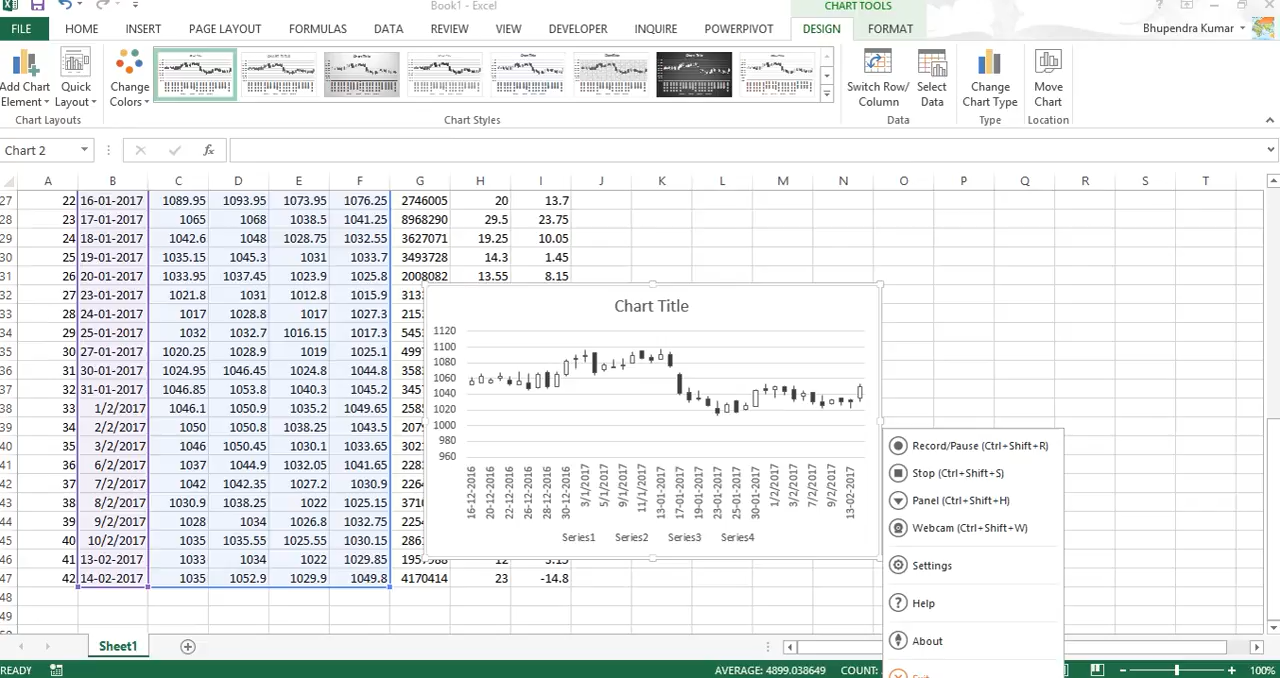 Book1 - Excel
CHART TOOLS
FILE HOME INSERT PAGE LAYOUT FORMULAS DATA REVIEW VIEW DEVELOPER INQUIRE POWERPIVOT DESIGN FORMAT Bhupendra Kumar
Add Chart Element Quick Layout Change Colors Switch Row/ Column Select Data Change Chart Type Move Chart
Chart Layouts Chart Styles Data Type Location
Chart 2 fx
A B C D E F G H I J K L M N O P Q R S T
27 22 16-01-2017 1089.95 1093.95 1073.95 1076.25 2746005 20 13.7
28 23 17-01-2017 1065 1068 1038.5 1041.25 8968290 29.5 23.75
29 24 18-01-2017 1042.6 1048 1028.75 1032.55 3627071 19.25 10.05
30 25 19-01-2017 1035.15 1045.3 1031 1033.7 3493728 14.3 1.45
31 26 20-01-2017 1033.95 1037.45 1023.9 1025.8 2008082 13.55 8.15
32 27 23-01-2017 1021.8 1031 1012.8 1015.9
33 28 24-01-2017 1017 1028.8 1017 1027.3
34 29 25-01-2017 1032 1032.7 1016.15 1017.3
35 30 27-01-2017 1020.25 1028.9 1019 1025.1
36 31 30-01-2017 1024.95 1046.45 1024.8 1044.8
37 32 31-01-2017 1046.85 1053.8 1040.3 1045.2
38 33 1/2/2017 1046.1 1050.9 1035.2 1049.65
39 34 2/2/2017 1050 1050.8 1038.25 1043.5
40 35 3/2/2017 1046 1050.45 1030.1 1033.65
41 36 6/2/2017 1037 1044.9 1032.05 1041.65
42 37 7/2/2017 1042 1042.35 1027.2 1030.9
43 38 8/2/2017 1030.9 1038.25 1022 1025.15
44 39 9/2/2017 1028 1034 1026.8 1032.75
45 40 10/2/2017 1035 1035.55 1025.55 1030.15
46 41 13-02-2017 1033 1034 1022 1029.85
47 42 14-02-2017 1035 1052.9 1029.9 1049.8 4170414 23 -14.8
48
49
Chart Title
1120
1100
1080
1060
1040
1020
1000
980
960
16-12-2016 20-12-2016 22-12-2016 26-12-2016 28-12-2016 30-12-2016 3/1/2017 5/1/2017 9/1/2017 11/1/2017 13-01-2017 17-01-2017 19-01-2017 23-01-2017 25-01-2017 30-01-2017 1/2/2017 3/2/2017 7/2/2017 9/2/2017 13-02-2017
Series1 Series2 Series3 Series4
Record/Pause (Ctrl+Shift+R)
Stop (Ctrl+Shift+S)
Panel (Ctrl+Shift+H)
Webcam (Ctrl+Shift+W)
Settings
Help
About
Sheet1
READY AVERAGE: 4899.038649 COUNT: 100%